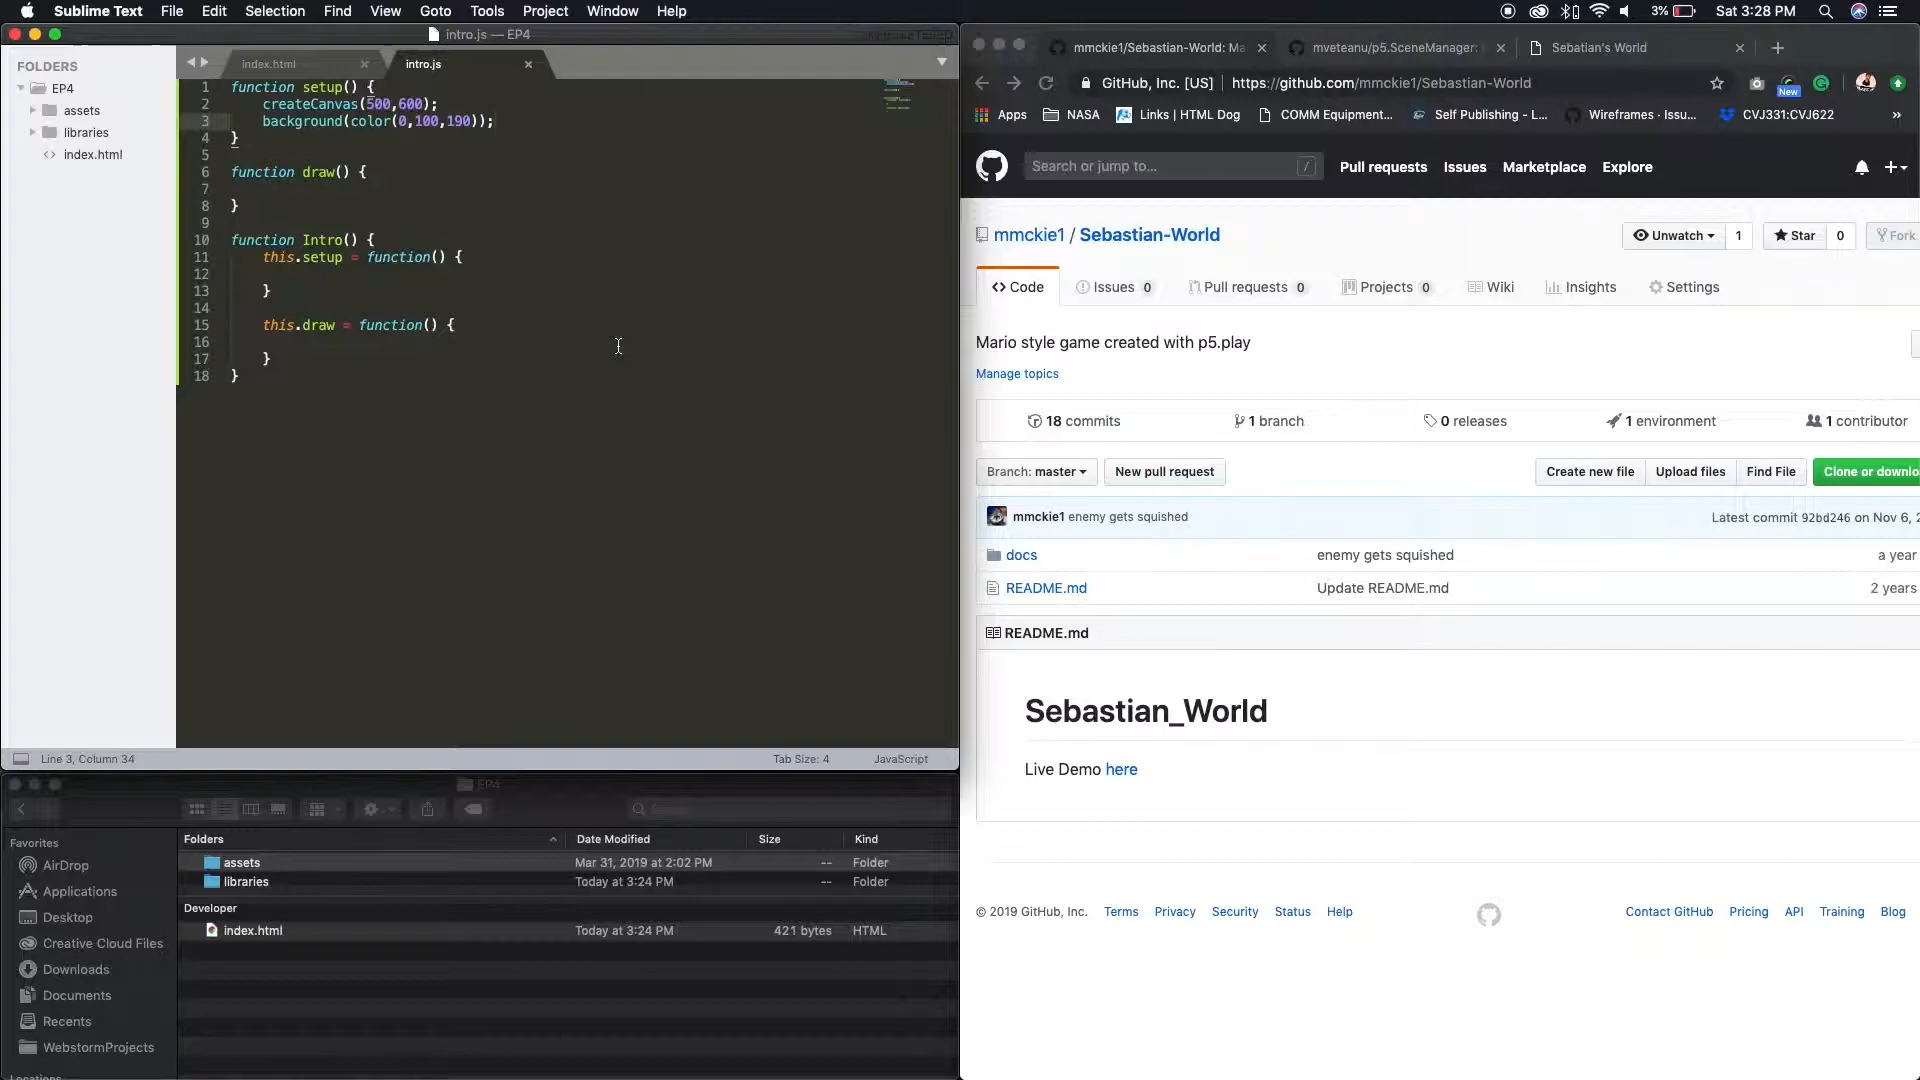 Sublime Text File Edit Selection Find View Goto Tools Project Window Help 3% Sat 3:28 PM
intro.js — EP4
FOLDERS
EP4
assets
libraries
index.html
index.html
intro.js
1 function setup() {
2 createCanvas(500,600);
3 background(color(0,100,190));
4 }
5
6 function draw() {
7
8 }
9
10 function Intro() {
11 this.setup = function() {
12
13 }
14
15 this.draw = function() {
16
17 }
18 }
Line 3, Column 34 Tab Size: 4 JavaScript
EP4
Favorites
AirDrop
Applications
Desktop
Creative Cloud Files
Downloads
Documents
Recents
WebstormProjects
Locations
Folders Date Modified Size Kind
assets Mar 31, 2019 at 2:02 PM -- Folder
libraries Today at 3:24 PM -- Folder
Developer
index.html Today at 3:24 PM 421 bytes HTML
mmckie1/Sebastian-World: Ma mveteanu/p5.SceneManager: Sebatian's World
GitHub, Inc. [US] https://github.com/mmckie1/Sebastian-World New
Apps NASA Links | HTML Dog COMM Equipment... Self Publishing - L... Wireframes · Issu... CVJ331:CVJ622 »
Search or jump to... / Pull requests Issues Marketplace Explore
mmckie1 / Sebastian-World Unwatch 1 Star 0 Fork
Code Issues 0 Pull requests 0 Projects 0 Wiki Insights Settings
Mario style game created with p5.play
Manage topics
18 commits 1 branch 0 releases 1 environment 1 contributor
Branch: master New pull request Create new file Upload files Find File Clone or downlo
mmckie1 enemy gets squished Latest commit 92bd246 on Nov 6, 2
docs enemy gets squished a year
README.md Update README.md 2 years
README.md
Sebastian_World
Live Demo here
© 2019 GitHub, Inc. Terms Privacy Security Status Help Contact GitHub Pricing API Training Blog